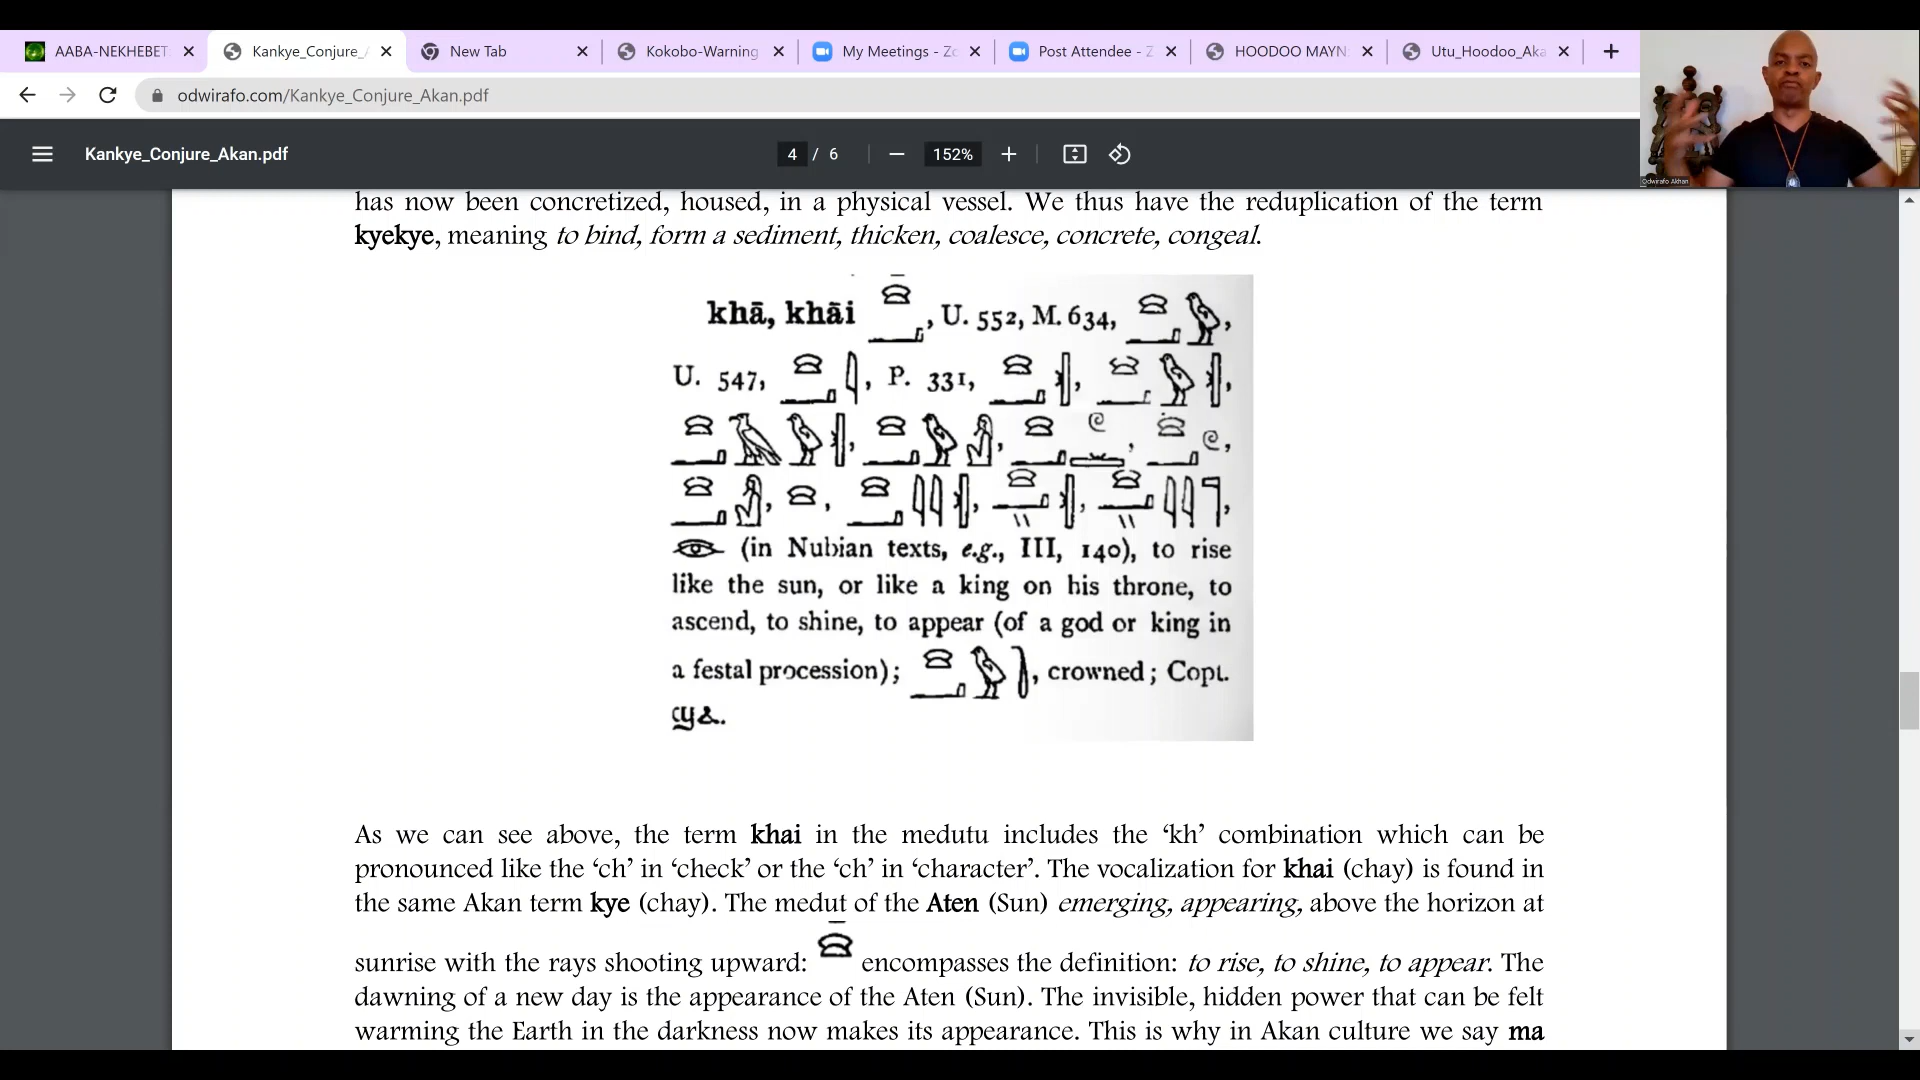 AABA-NEKHEBET
Kankye_Conjure_A
New Tab
Kokobo-Warning
My Meetings - Zo
Post Attendee - Z
HOODOO MAYN
Utu_Hoodoo_Aka
odwirafo.com/Kankye_Conjure_Akan.pdf
Odwirafo Akhan
Kankye_Conjure_Akan.pdf
4 / 6
152%
has now been concretized, housed, in a physical vessel. We thus have the reduplication of the term
kyekye, meaning to bind, form a sediment, thicken, coalesce, concrete, congeal.
khā, khāi , U. 552, M. 634, ,
U. 547, , P. 331, , ,
(in Nubian texts, e.g., III, 140), to rise
like the sun, or like a king on his throne, to
ascend, to shine, to appear (of a god or king in
a festal procession); , crowned; Copt.
As we can see above, the term khai in the medutu includes the ‘kh’ combination which can be
pronounced like the ‘ch’ in ‘check’ or the ‘ch’ in ‘character’. The vocalization for khai (chay) is found in
the same Akan term kye (chay). The medut of the Aten (Sun) emerging, appearing, above the horizon at
sunrise with the rays shooting upward: encompasses the definition: to rise, to shine, to appear. The
dawning of a new day is the appearance of the Aten (Sun). The invisible, hidden power that can be felt
warming the Earth in the darkness now makes its appearance. This is why in Akan culture we say ma